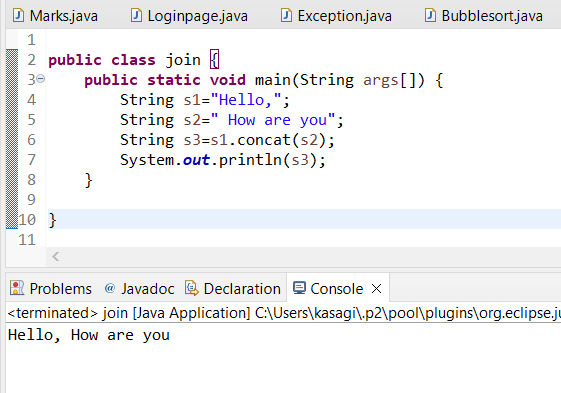 Marks.java Loginpage.java Exception.java Bubblesort.java
1
2 public class join {
3 public static void main(String args[]) {
4 String s1="Hello,";
5 String s2=" How are you";
6 String s3=s1.concat(s2);
7 System.out.println(s3);
8 }
9
10 }
11
Problems @ Javadoc Declaration Console
<terminated> join [Java Application] C:\Users\kasagi\.p2\pool\plugins\org.eclipse.ju
Hello, How are you